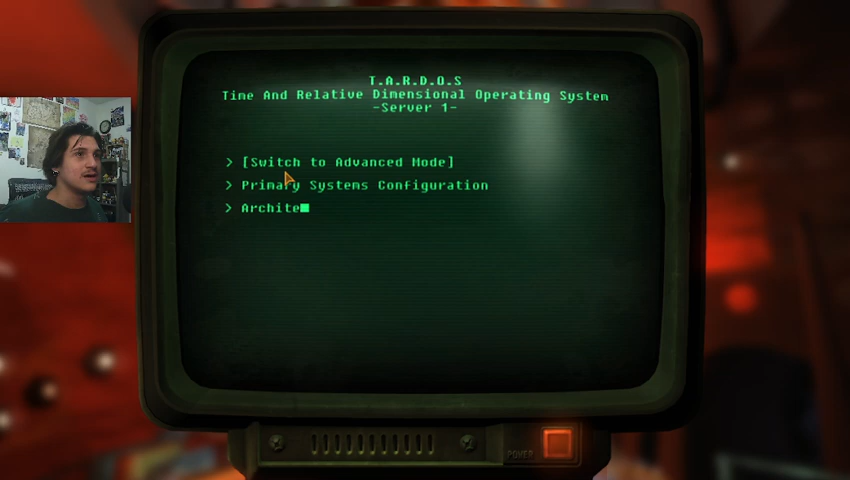 T.A.R.D.O.S
Time And Relative Dimensional Operating System
-Server 1-
> [Switch to Advanced Mode]
> Primary Systems Configuration
> Archite
POWER